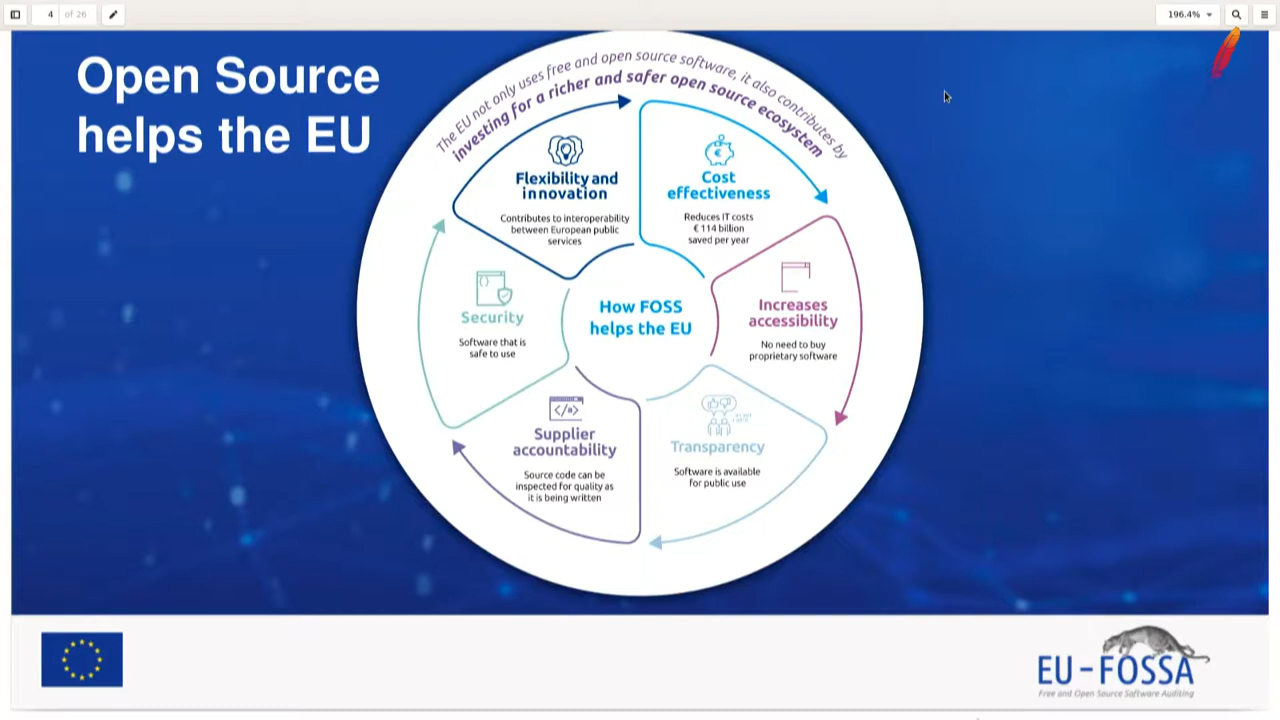 4 of 26
196.4%
Open Source
helps the EU
The EU not only uses free and open source software, it also contributes by
investing for a richer and safer open source ecosystem
Flexibility and
innovation
Contributes to interoperability
between European public
services
Cost
effectiveness
Reduces IT costs
€ 114 billion
saved per year
Increases
accessibility
No need to buy
proprietary software
Transparency
Software is available
for public use
Supplier
accountability
Source code can be
inspected for quality as
it is being written
Security
Software that is
safe to use
How FOSS
helps the EU
EU-FOSSA
Free and Open Source Software Auditing